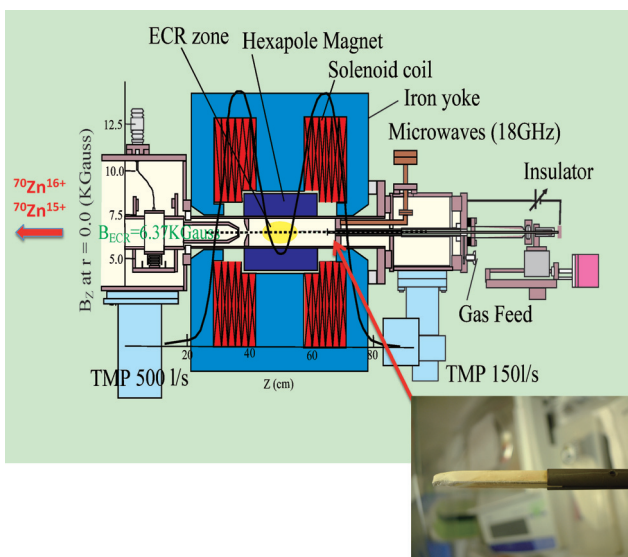 ECR zone
Hexapole Magnet
Solenoid coil
Iron yoke
Microwaves (18GHz)
Insulator
12.5
10.0
7.5
5.0
B_Z at r = 0.0 (KGauss)
⁷⁰Zn¹⁶⁺
⁷⁰Zn¹⁵⁺
B_ECR=6.37KGauss
Gas Feed
20
40
60
80
TMP 500 l/s
Z (cm)
TMP 150l/s